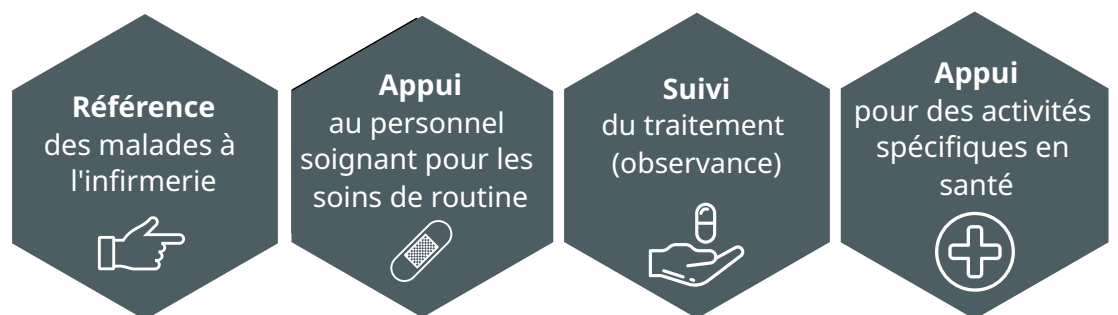 Référence
des malades à
l'infirmerie
Appui
au personnel
soignant pour les
soins de routine
Suivi
du traitement
(observance)
Appui
pour des activités
spécifiques en
santé